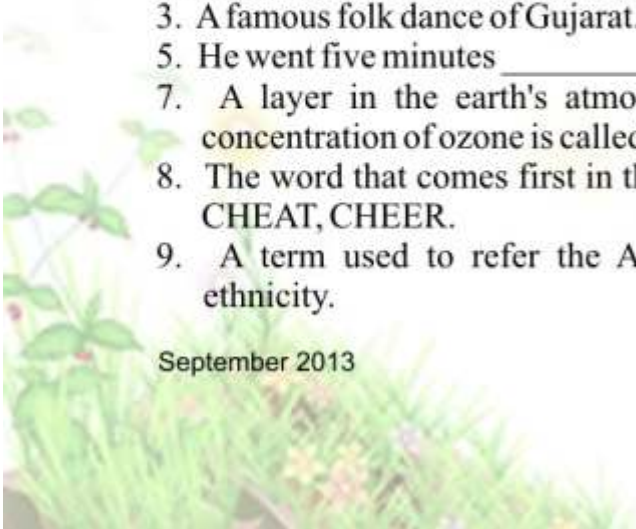 3. A famous folk dance of Gujarat.
5. He went five minutes ________
7. A layer in the earth's atmo
concentration of ozone is called
8. The word that comes first in th
CHEAT, CHEER.
9. A term used to refer the A
ethnicity.
September 2013